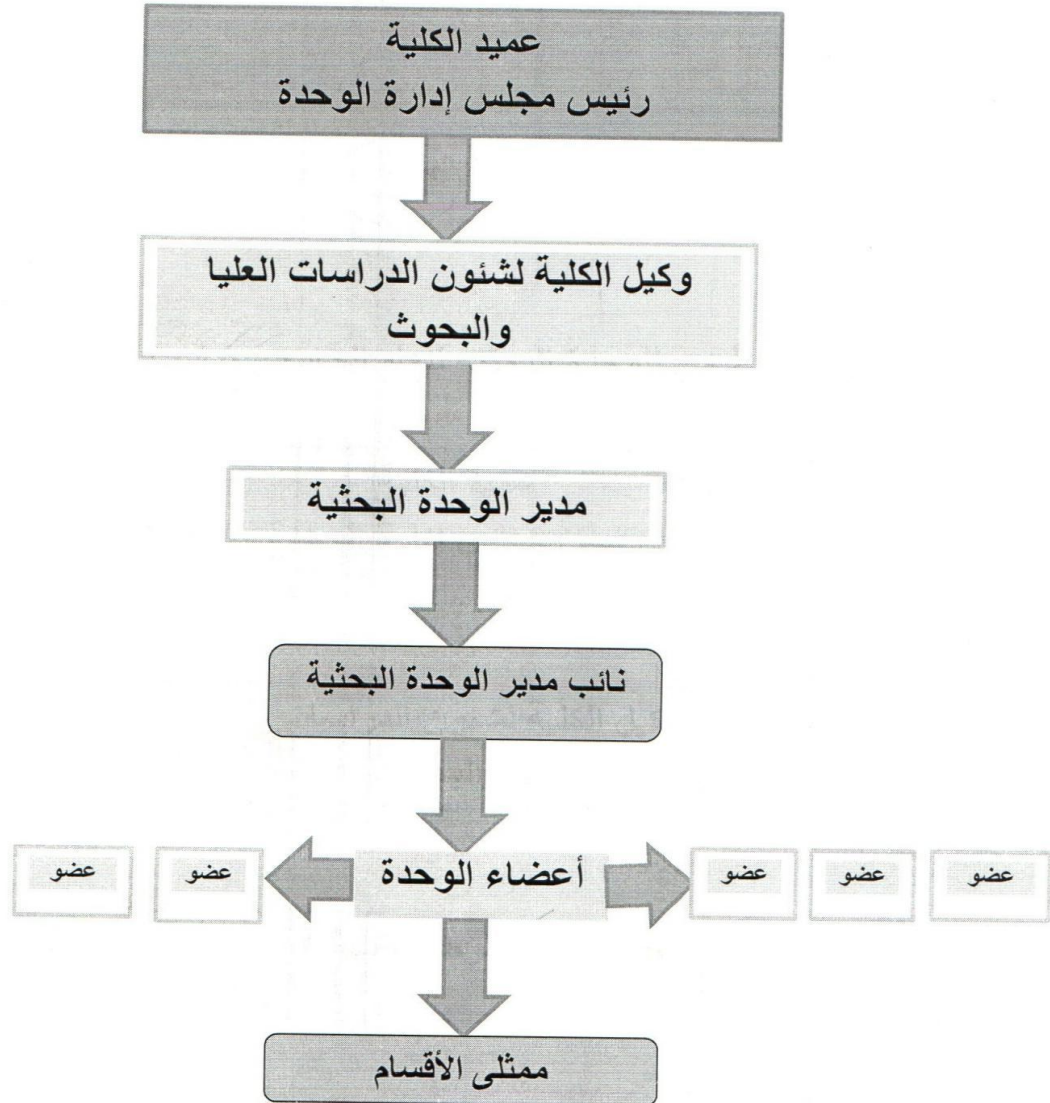 عميد الكلية
رئيس مجلس إدارة الوحدة
وكيل الكلية لشئون الدراسات العليا
والبحوث
مدير الوحدة البحثية
نائب مدير الوحدة البحثية
أعضاء الوحدة
عضو
عضو
عضو
عضو
عضو
ممثلى الأقسام